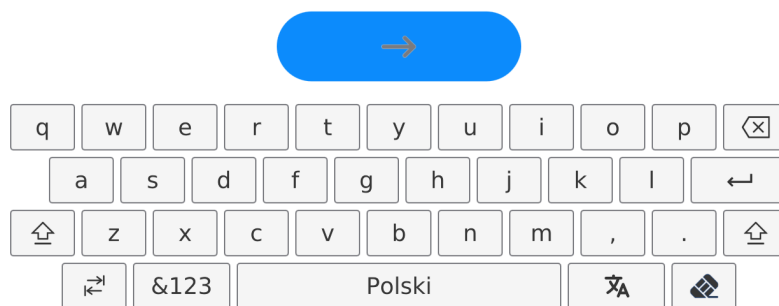 q w e r t y u i o p
a s d f g h j k l
z x c v b n m , .
&123 Polski